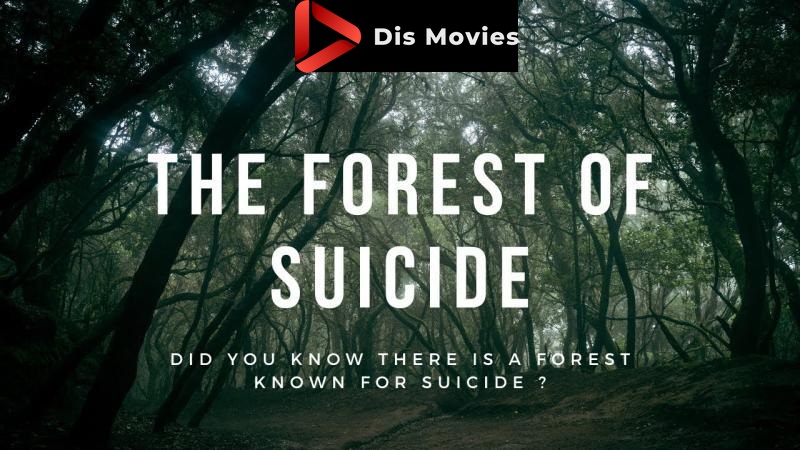 Dis Movies
THE FOREST OF
SUICIDE
DID YOU KNOW THERE IS A FOREST
KNOWN FOR SUICIDE ?